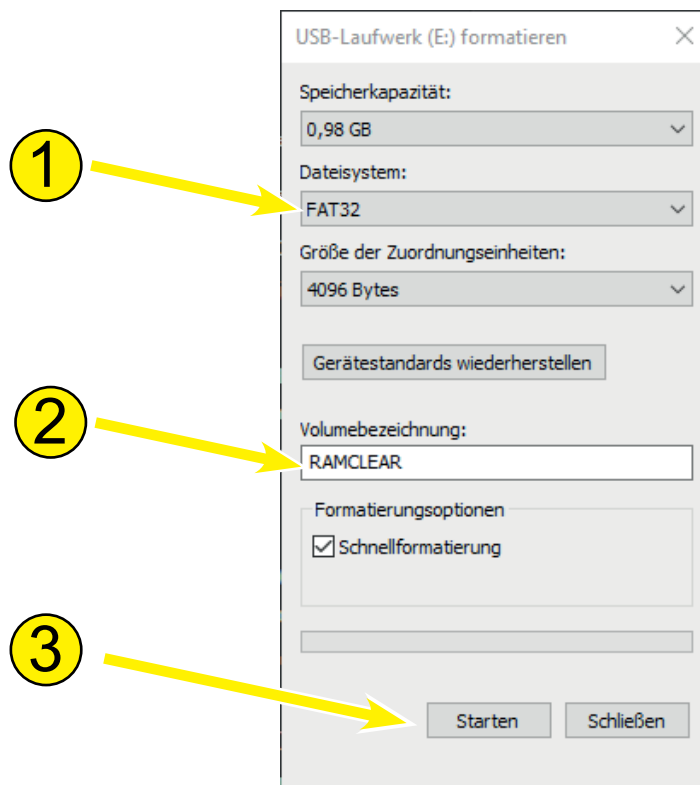 USB-Laufwerk (E:) formatieren
Speicherkapazität:
0,98 GB
1
Dateisystem:
FAT32
Größe der Zuordnungseinheiten:
4096 Bytes
Gerätestandards wiederherstellen
2
Volumebezeichnung:
RAMCLEAR
Formatierungsoptionen
Schnellformatierung
3
Starten Schließen